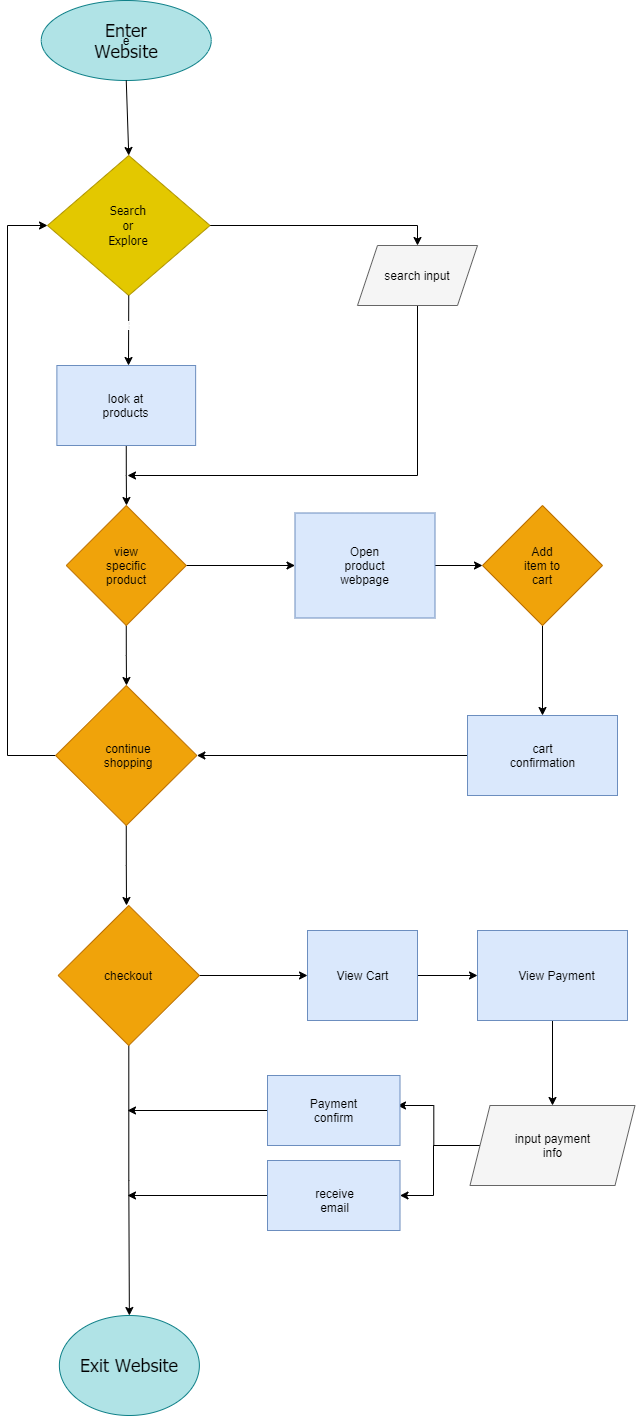 Enter
e
Website
Search
or
Explore
search input
look at
products
view
specific
product
Open
product
webpage
Add
item to
cart
continue
shopping
cart
confirmation
checkout
View Cart
View Payment
Payment
confirm
input payment
info
receive
email
Exit Website